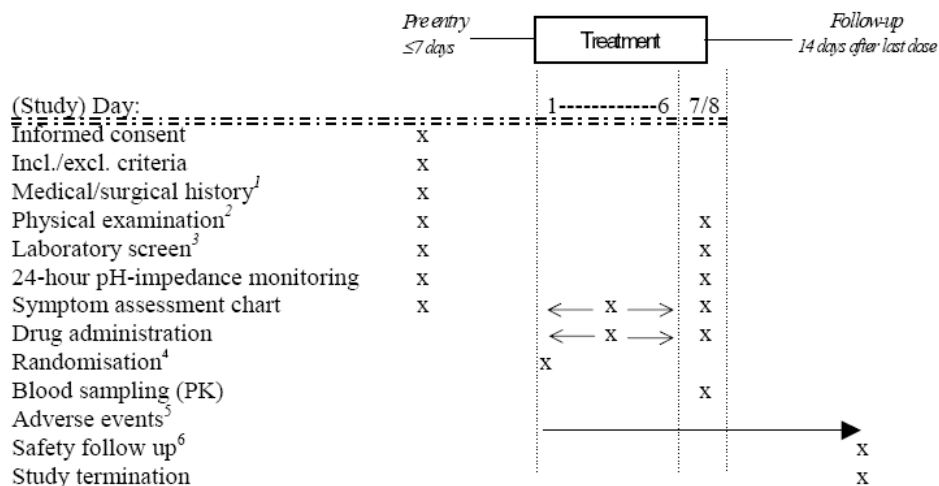 Pre entry Follow-up
≤7 days Treatment 14 days after last dose
(Study) Day: 1-------------6 7/8
Informed consent x
Incl./excl. criteria x
Medical/surgical history1 x
Physical examination2 x x
Laboratory screen3 x x
24-hour pH-impedance monitoring x x
Symptom assessment chart x x x
Drug administration x x
Randomisation4 x
Blood sampling (PK) x
Adverse events5
Safety follow up6 x
Study termination x